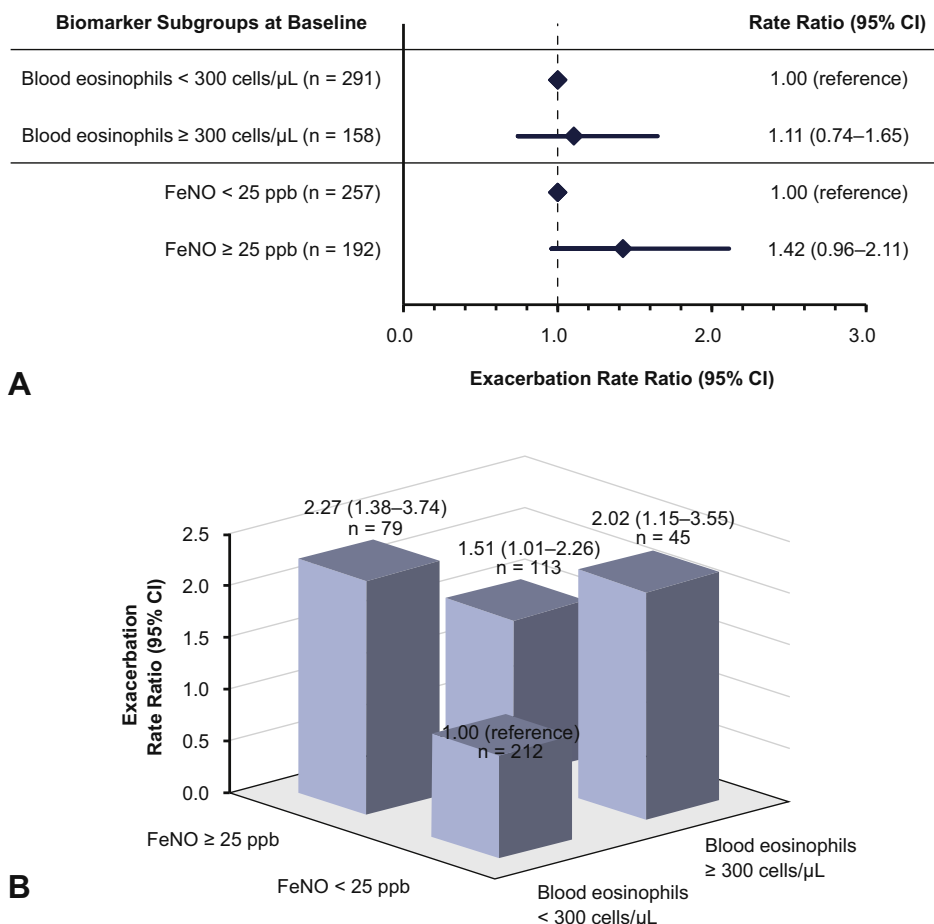 Biomarker Subgroups at Baseline Rate Ratio (95% CI)
Blood eosinophils < 300 cells/µL (n = 291) 1.00 (reference)
Blood eosinophils ≥ 300 cells/µL (n = 158) 1.11 (0.74–1.65)
FeNO < 25 ppb (n = 257) 1.00 (reference)
FeNO ≥ 25 ppb (n = 192) 1.42 (0.96–2.11)
0.0 1.0 2.0 3.0
Exacerbation Rate Ratio (95% CI)
A
2.27 (1.38–3.74)
n = 79
2.02 (1.15–3.55)
n = 45
1.51 (1.01–2.26)
n = 113
1.00 (reference)
n = 212
2.5
2.0
1.5
1.0
0.5
0.0
Exacerbation
Rate Ratio (95% CI)
FeNO ≥ 25 ppb
FeNO < 25 ppb
Blood eosinophils
≥ 300 cells/µL
Blood eosinophils
< 300 cells/µL
B